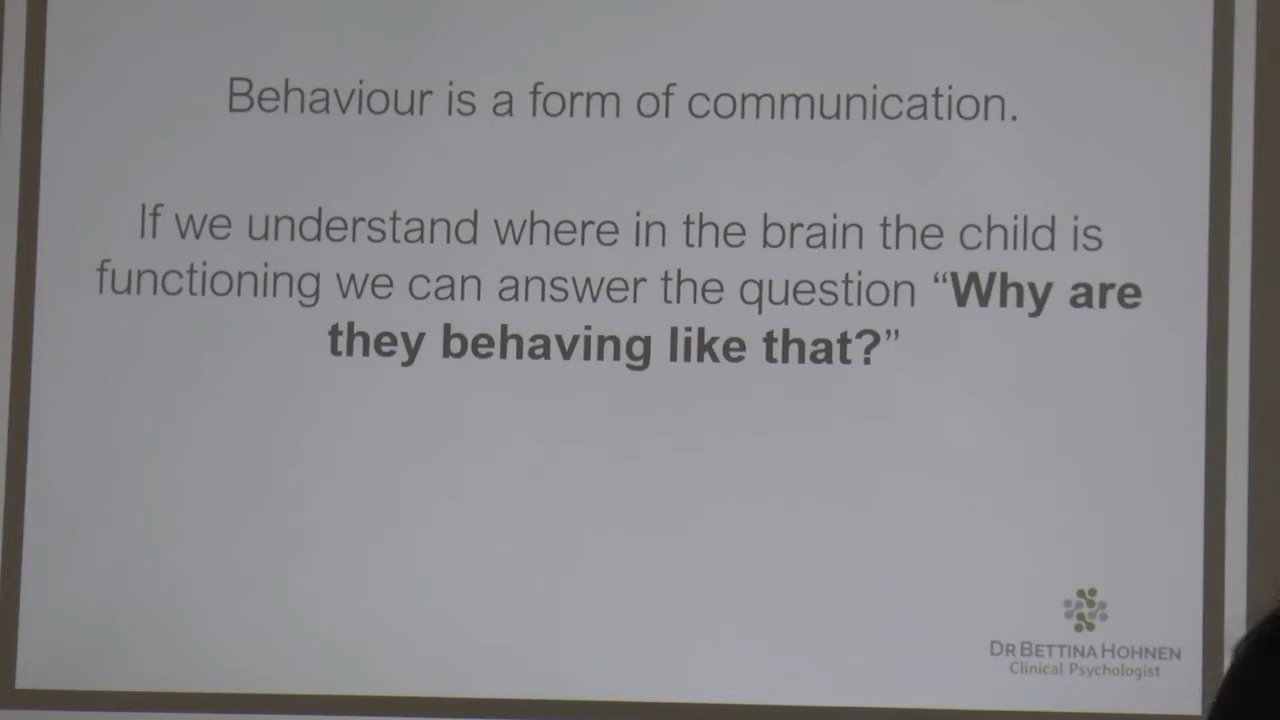 Behaviour is a form of communication.
If we understand where in the brain the child is
functioning we can answer the question “Why are
they behaving like that?”
DR BETTINA HOHNEN
Clinical Psychologist